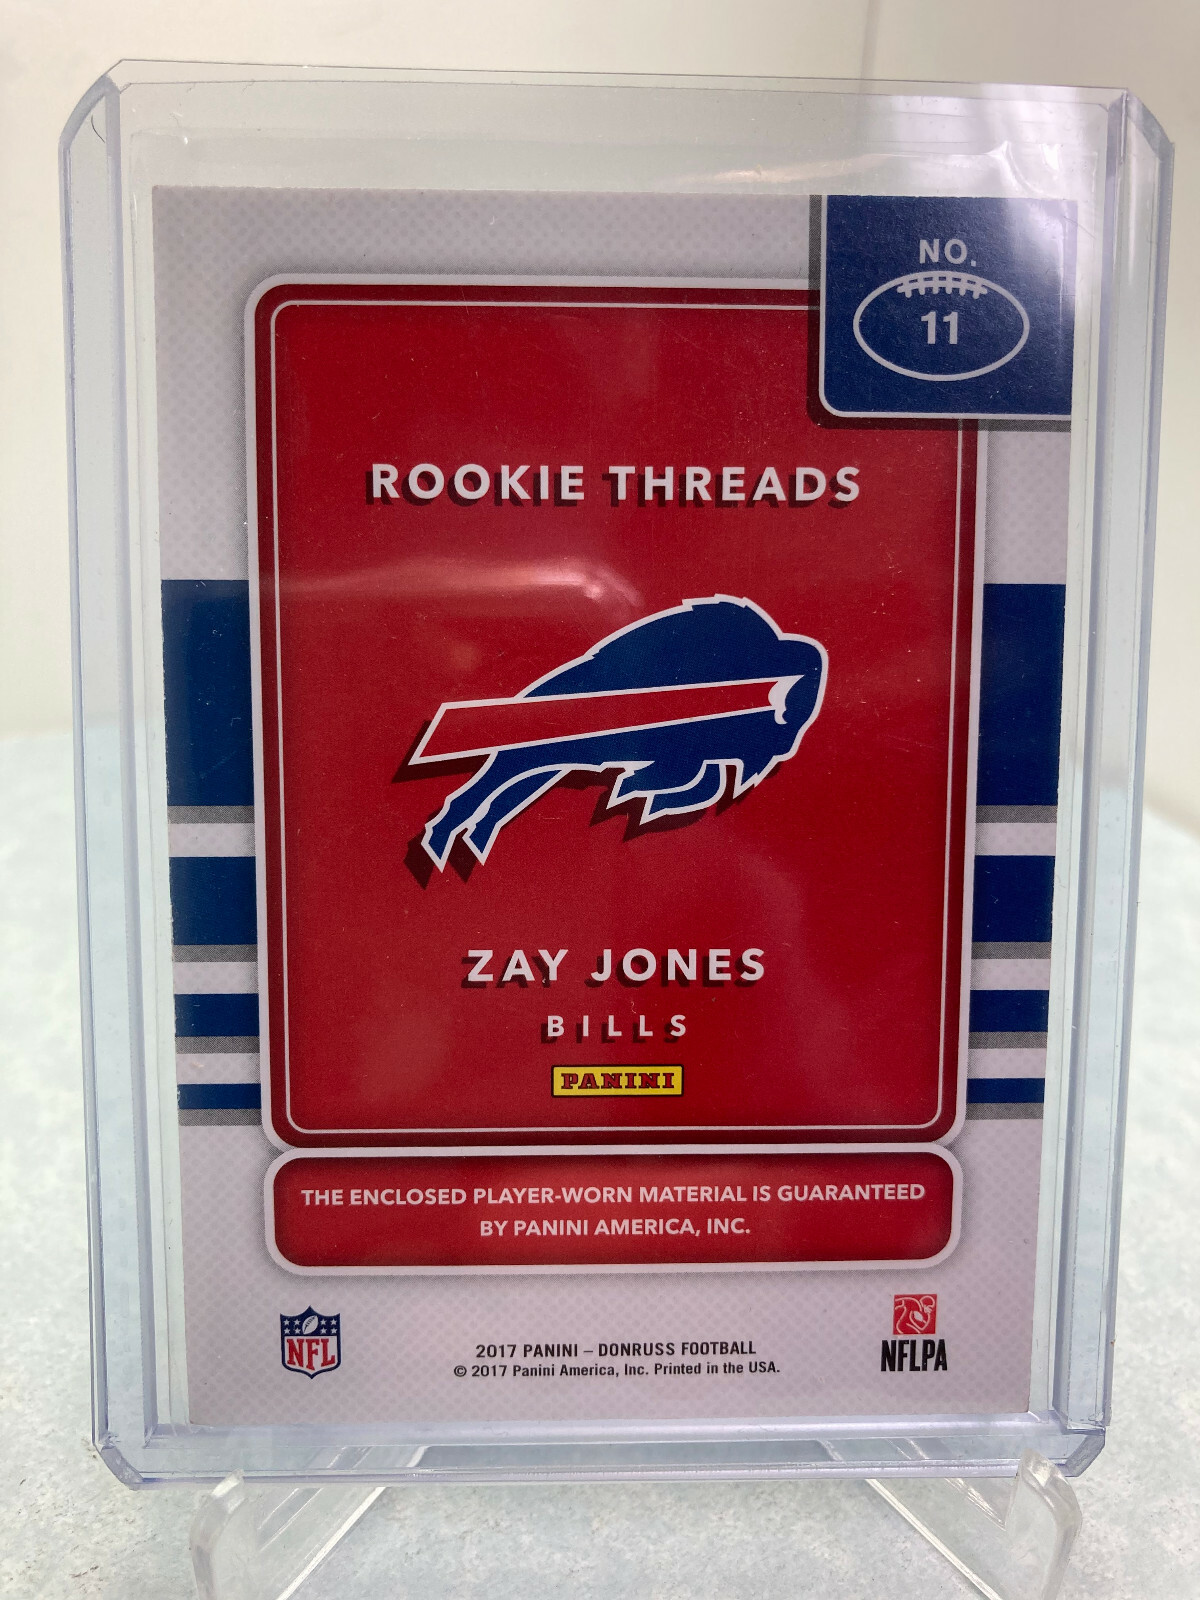 NO.
11
ROOKIE THREADS
ZAY JONES
BILLS
PANINI
THE ENCLOSED PLAYER-WORN MATERIAL IS GUARANTEED
BY PANINI AMERICA, INC.
NFL
2017 PANINI – DONRUSS FOOTBALL
© 2017 Panini America, Inc. Printed in the USA.
NFLPA